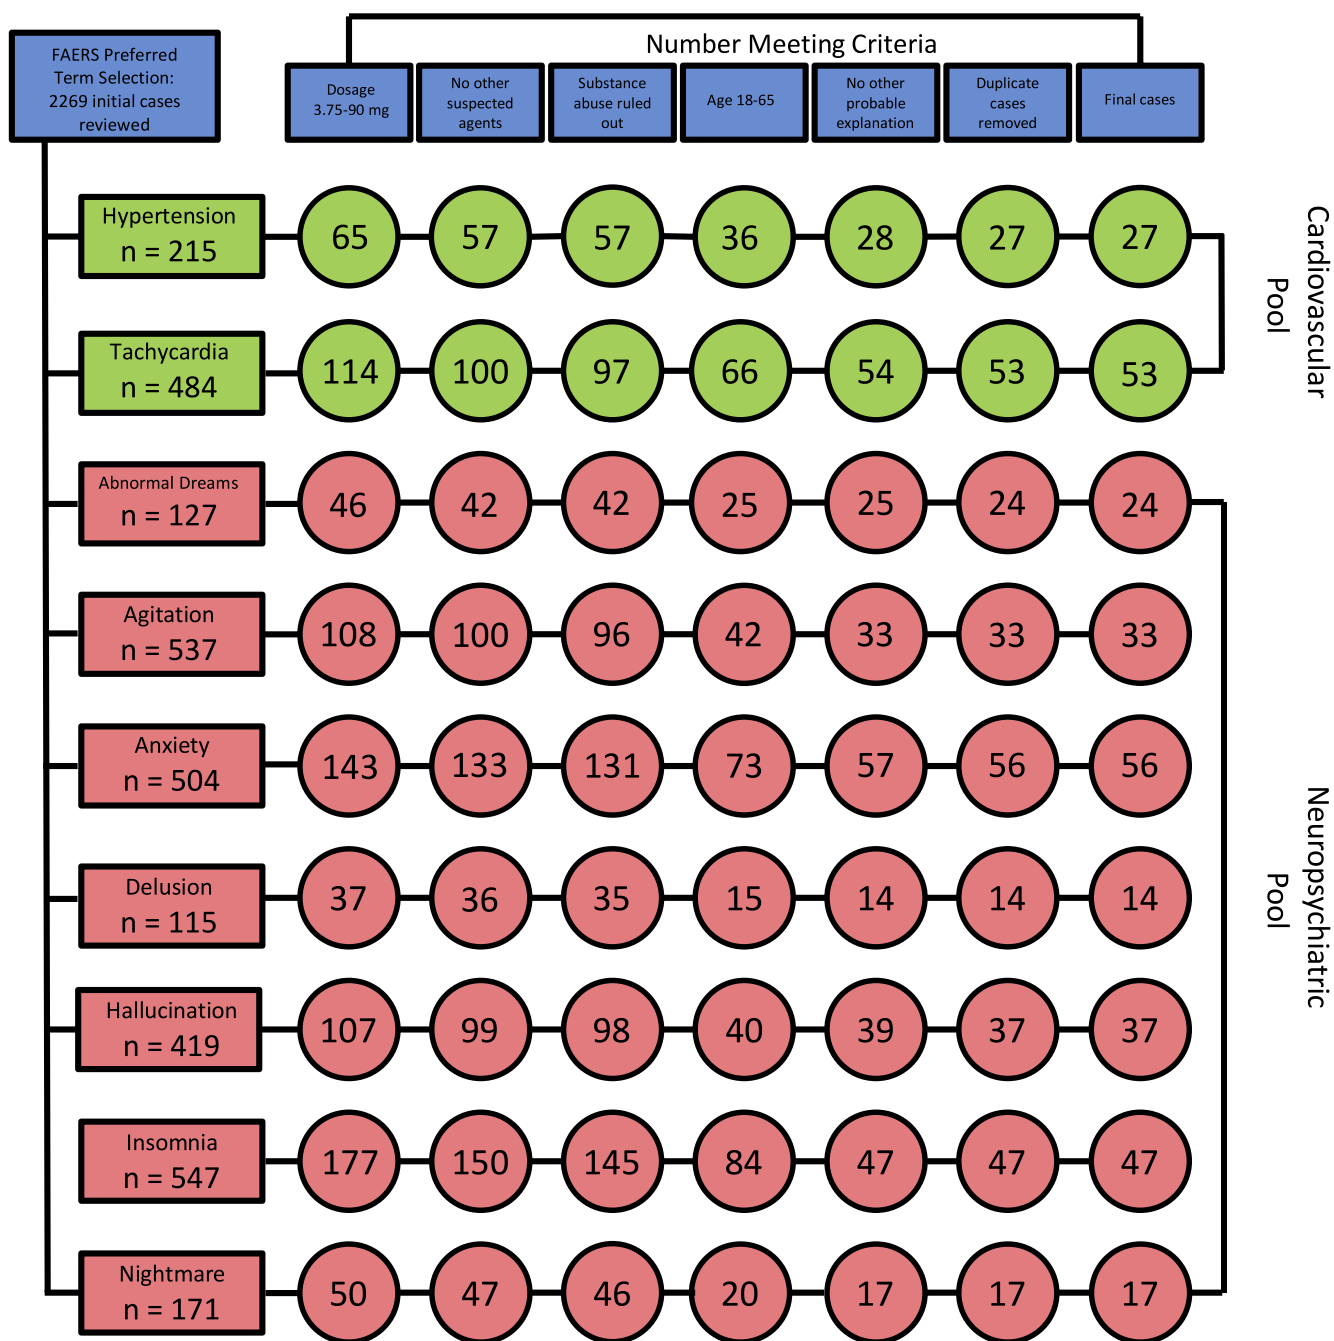 FAERS Preferred
Term Selection:
2269 initial cases
reviewed
Number Meeting Criteria
Dosage
3.75-90 mg
No other
suspected
agents
Substance
abuse ruled
out
Age 18-65
No other
probable
explanation
Duplicate
cases
removed
Final cases
Hypertension
n = 215
65 57 57 36 28 27 27
Tachycardia
n = 484
114 100 97 66 54 53 53
Cardiovascular
Pool
Abnormal Dreams
n = 127
46 42 42 25 25 24 24
Agitation
n = 537
108 100 96 42 33 33 33
Anxiety
n = 504
143 133 131 73 57 56 56
Delusion
n = 115
37 36 35 15 14 14 14
Hallucination
n = 419
107 99 98 40 39 37 37
Insomnia
n = 547
177 150 145 84 47 47 47
Nightmare
n = 171
50 47 46 20 17 17 17
Neuropsychiatric
Pool